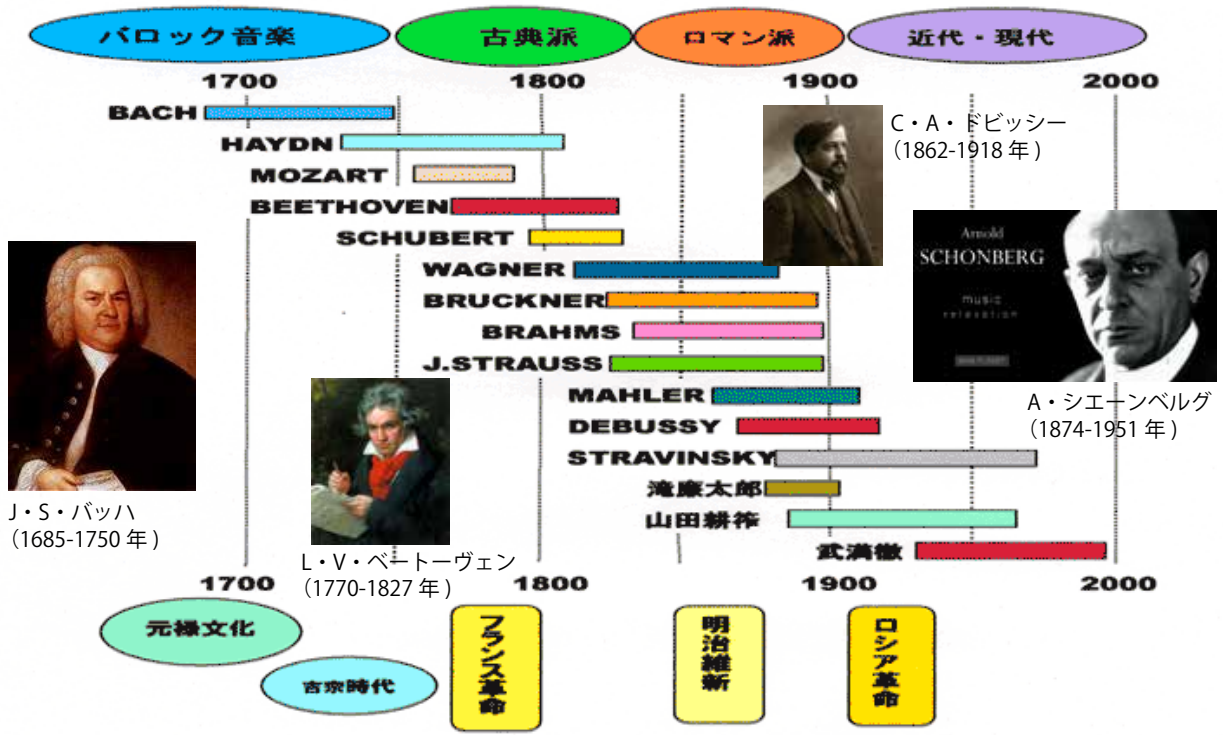 バロック音楽
古典派
ロマン派
近代・現代
1700
1800
1900
2000
BACH
HAYDN
MOZART
BEETHOVEN
SCHUBERT
WAGNER
BRUCKNER
BRAHMS
J.STRAUSS
MAHLER
DEBUSSY
STRAVINSKY
滝廉太郎
山田耕筰
武満徹
C・A・ドビッシー
（1862-1918 年 )
Arnold
SCHONBERG
music
relaxation
A・シエーンベルグ
（1874-1951 年 )
J・S・バッハ
（1685-1750 年 )
L・V・ベートーヴェン
（1770-1827 年 )
1700
1800
1900
2000
元禄文化
吉宗時代
フランス革命
明治維新
ロシア革命